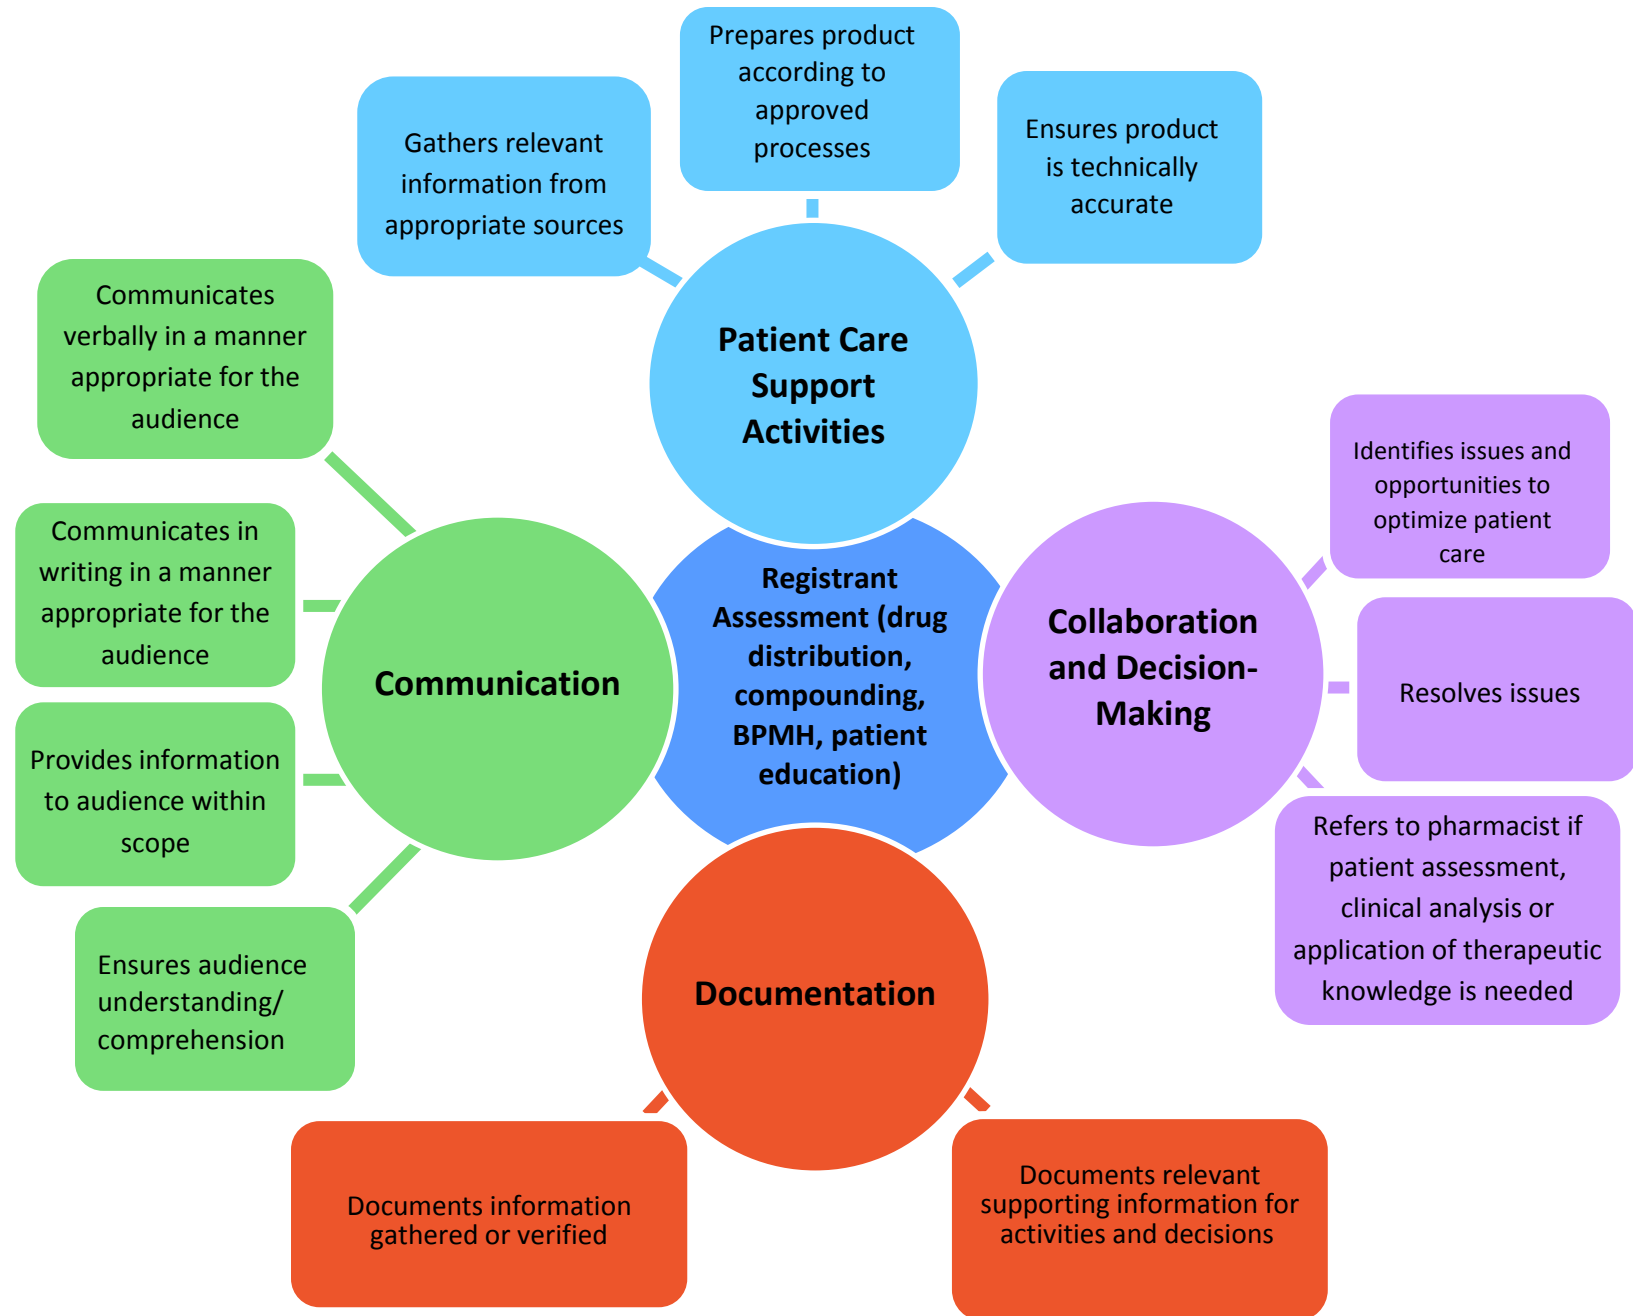 Prepares product
according to
approved
processes
Gathers relevant
information from
appropriate sources
Ensures product
is technically
accurate
Patient Care
Support
Activities
Communicates
verbally in a manner
appropriate for the
audience
Communicates in
writing in a manner
appropriate for the
audience
Provides information
to audience within
scope
Ensures audience
understanding/
comprehension
Communication
Registrant
Assessment (drug
distribution,
compounding,
BPMH, patient
education)
Collaboration
and Decision-
Making
Identifies issues and
opportunities to
optimize patient
care
Resolves issues
Refers to pharmacist if
patient assessment,
clinical analysis or
application of therapeutic
knowledge is needed
Documentation
Documents information
gathered or verified
Documents relevant
supporting information for
activities and decisions